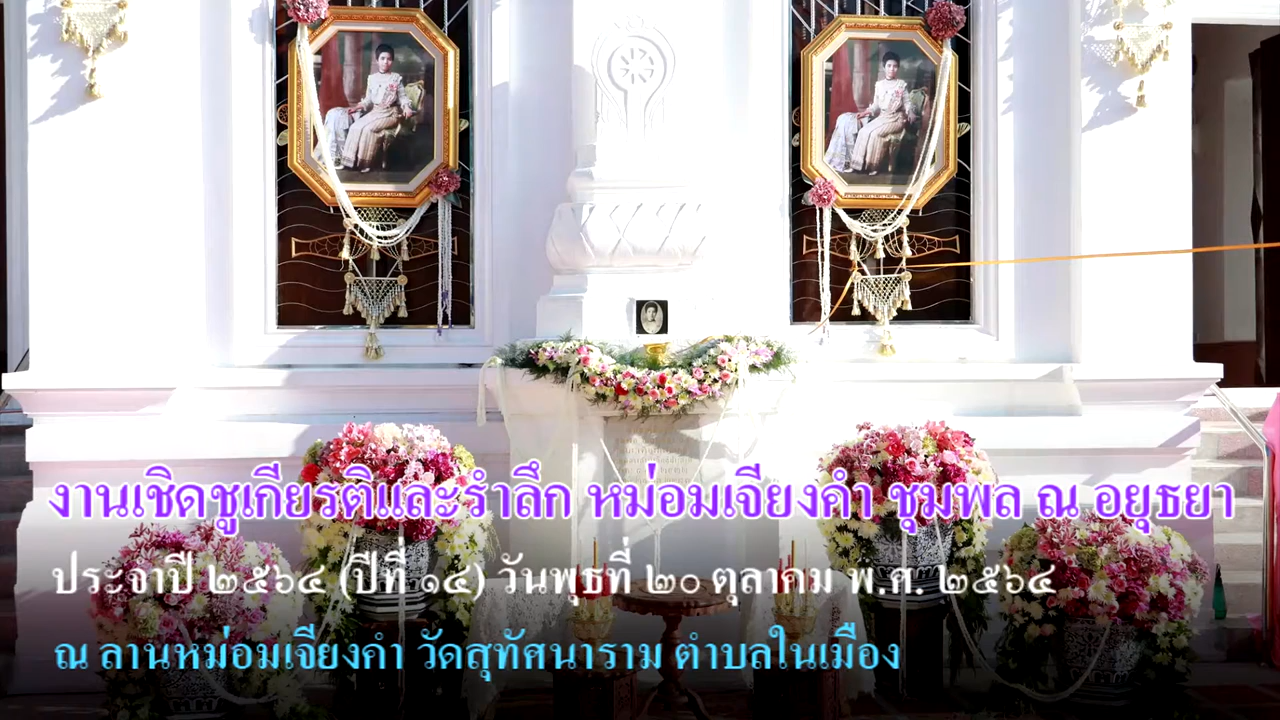 งานเชิดชูเกียรติและรำลึก หม่อมเจียงคำ ชุมพล ณ อยุธยา
ประจำปี ๒๕๖๔ (ปีที่ ๑๔) วันพุธที่ ๒๐ ตุลาคม พ.ศ. ๒๕๖๔
ณ ลานหม่อมเจียงคำ วัดสุทัศนาราม ตำบลในเมือง